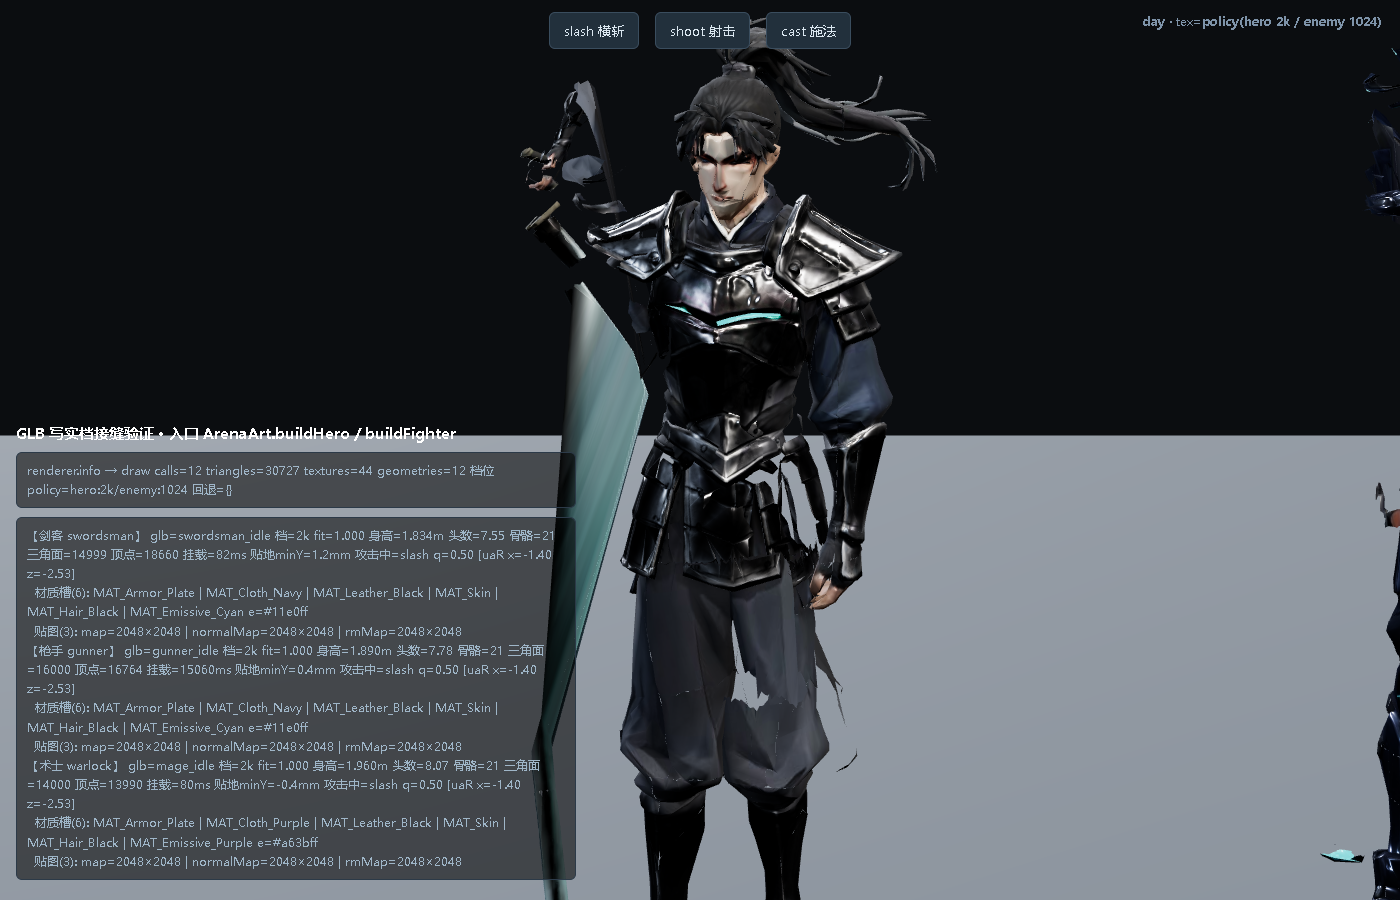 slash 横斩
shoot 射击
cast 施法
day · tex=policy(hero 2k / enemy 1024)
GLB 写实档接缝验证 · 入口 ArenaArt.buildHero / buildFighter
renderer.info → draw calls=12 triangles=30727 textures=44 geometries=12 档位
policy=hero:2k/enemy:1024 回退={}
【剑客 swordsman】 glb=swordsman_idle 档=2k fit=1.000 身高=1.834m 头数=7.55 骨骼=21
三角面=14999 顶点=18660 挂载=82ms 贴地minY=1.2mm 攻击中=slash q=0.50 [uaR x=-1.40
z=-2.53]
材质槽(6): MAT_Armor_Plate | MAT_Cloth_Navy | MAT_Leather_Black | MAT_Skin |
MAT_Hair_Black | MAT_Emissive_Cyan e=#11e0ff
贴图(3): map=2048×2048 | normalMap=2048×2048 | rmMap=2048×2048
【枪手 gunner】 glb=gunner_idle 档=2k fit=1.000 身高=1.890m 头数=7.78 骨骼=21 三角面
=16000 顶点=16764 挂载=15060ms 贴地minY=0.4mm 攻击中=slash q=0.50 [uaR x=-1.40
z=-2.53]
材质槽(6): MAT_Armor_Plate | MAT_Cloth_Navy | MAT_Leather_Black | MAT_Skin |
MAT_Hair_Black | MAT_Emissive_Cyan e=#11e0ff
贴图(3): map=2048×2048 | normalMap=2048×2048 | rmMap=2048×2048
【术士 warlock】 glb=mage_idle 档=2k fit=1.000 身高=1.960m 头数=8.07 骨骼=21 三角面
=14000 顶点=13990 挂载=80ms 贴地minY=-0.4mm 攻击中=slash q=0.50 [uaR x=-1.40
z=-2.53]
材质槽(6): MAT_Armor_Plate | MAT_Cloth_Purple | MAT_Leather_Black | MAT_Skin |
MAT_Hair_Black | MAT_Emissive_Purple e=#a63bff
贴图(3): map=2048×2048 | normalMap=2048×2048 | rmMap=2048×2048